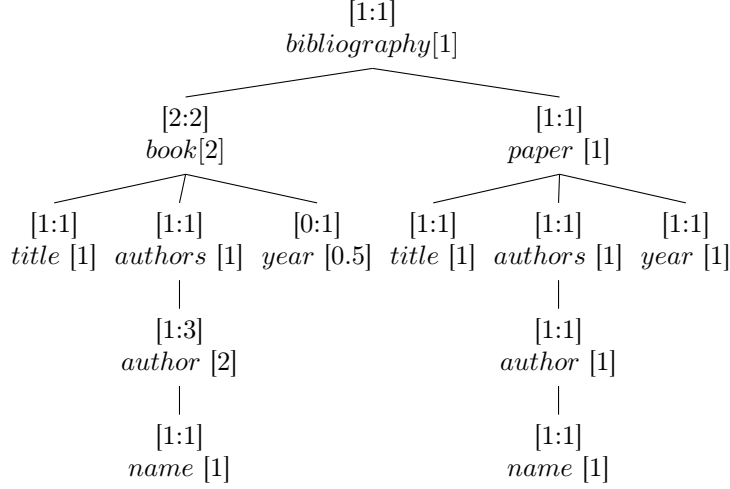 [1:1]
bibliography[1]
[2:2] [1:1]
book[2] paper [1]
[1:1] [1:1] [0:1] [1:1] [1:1] [1:1]
title [1] authors [1] year [0.5] title [1] authors [1] year [1]
[1:3] [1:1]
author [2] author [1]
[1:1] [1:1]
name [1] name [1]